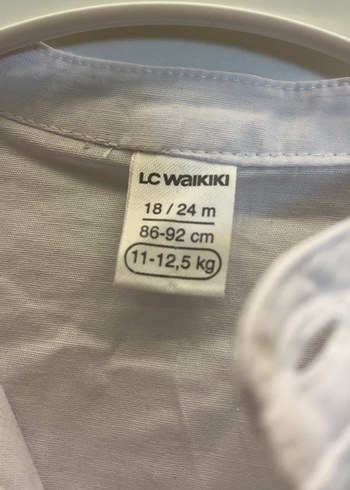 LC WAIKIKI
18 / 24 m
86-92 cm
11-12,5 kg